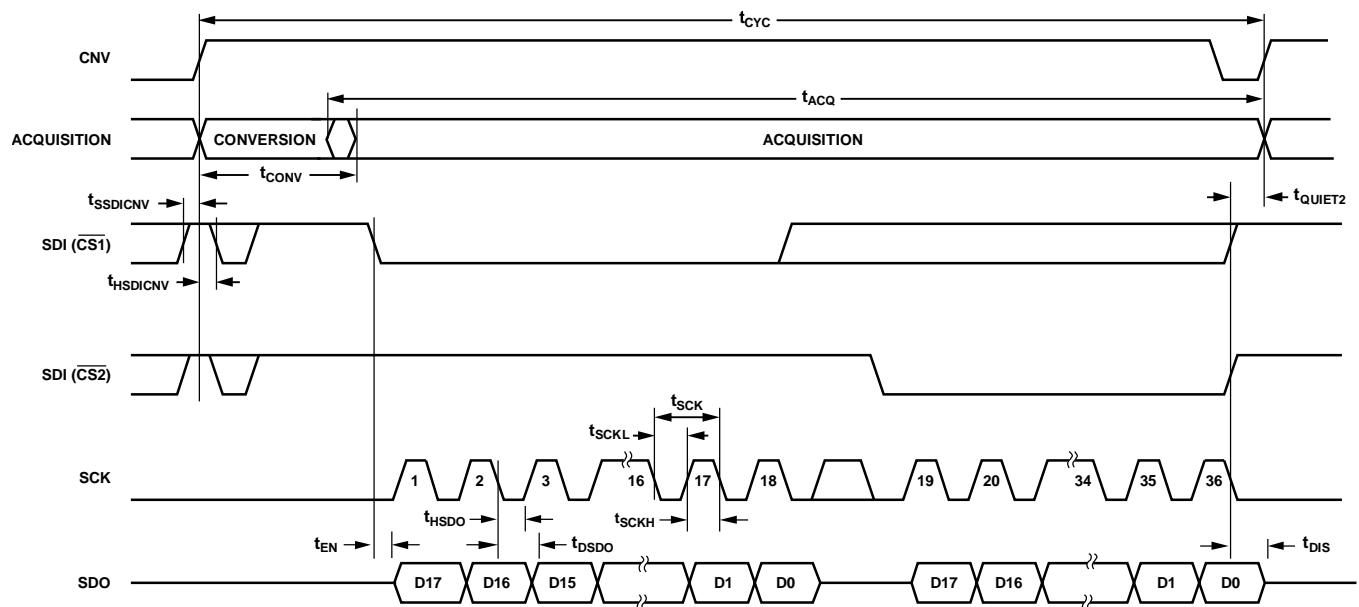 tCYC
CNV
tACQ
ACQUISITION CONVERSION ACQUISITION
tCONV
tSSDICNV tQUIET2
SDI (CS1)
tHSDICNV
SDI (CS2)
tSCK
tSCKL
SCK 1 2 3 16 17 18 19 20 34 35 36
tHSDO tSCKH
tEN tDSDO tDIS
SDO D17 D16 D15 D1 D0 D17 D16 D1 D0